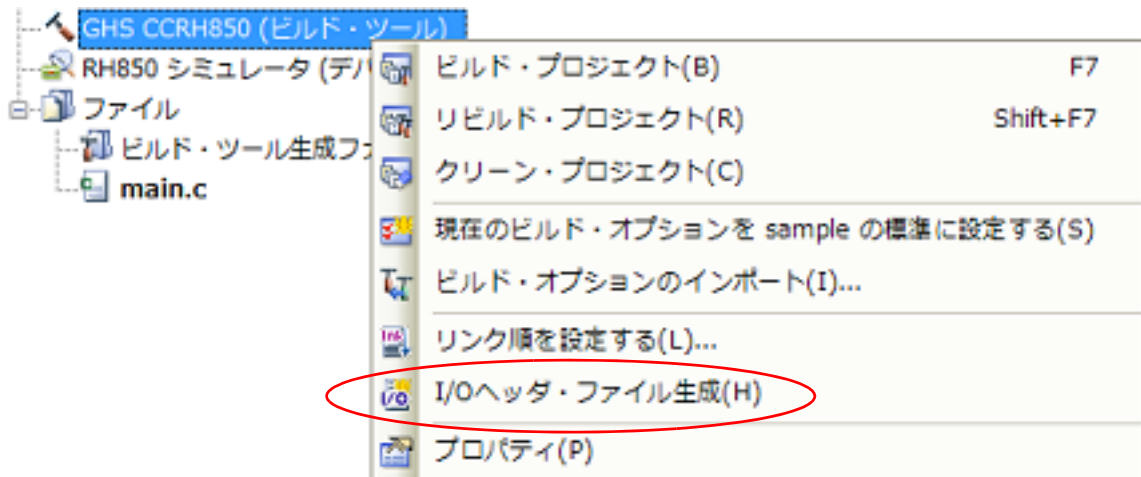 GHS CCRH850 (ビルド・ツール)
RH850 シミュレータ (デバ
ファイル
ビルド・ツール生成ファ
main.c
ビルド・プロジェクト(B) F7
リビルド・プロジェクト(R) Shift+F7
クリーン・プロジェクト(C)
現在のビルド・オプションを sample の標準に設定する(S)
ビルド・オプションのインポート(I)...
リンク順を設定する(L)...
I/Oヘッダ・ファイル生成(H)
プロパティ(P)